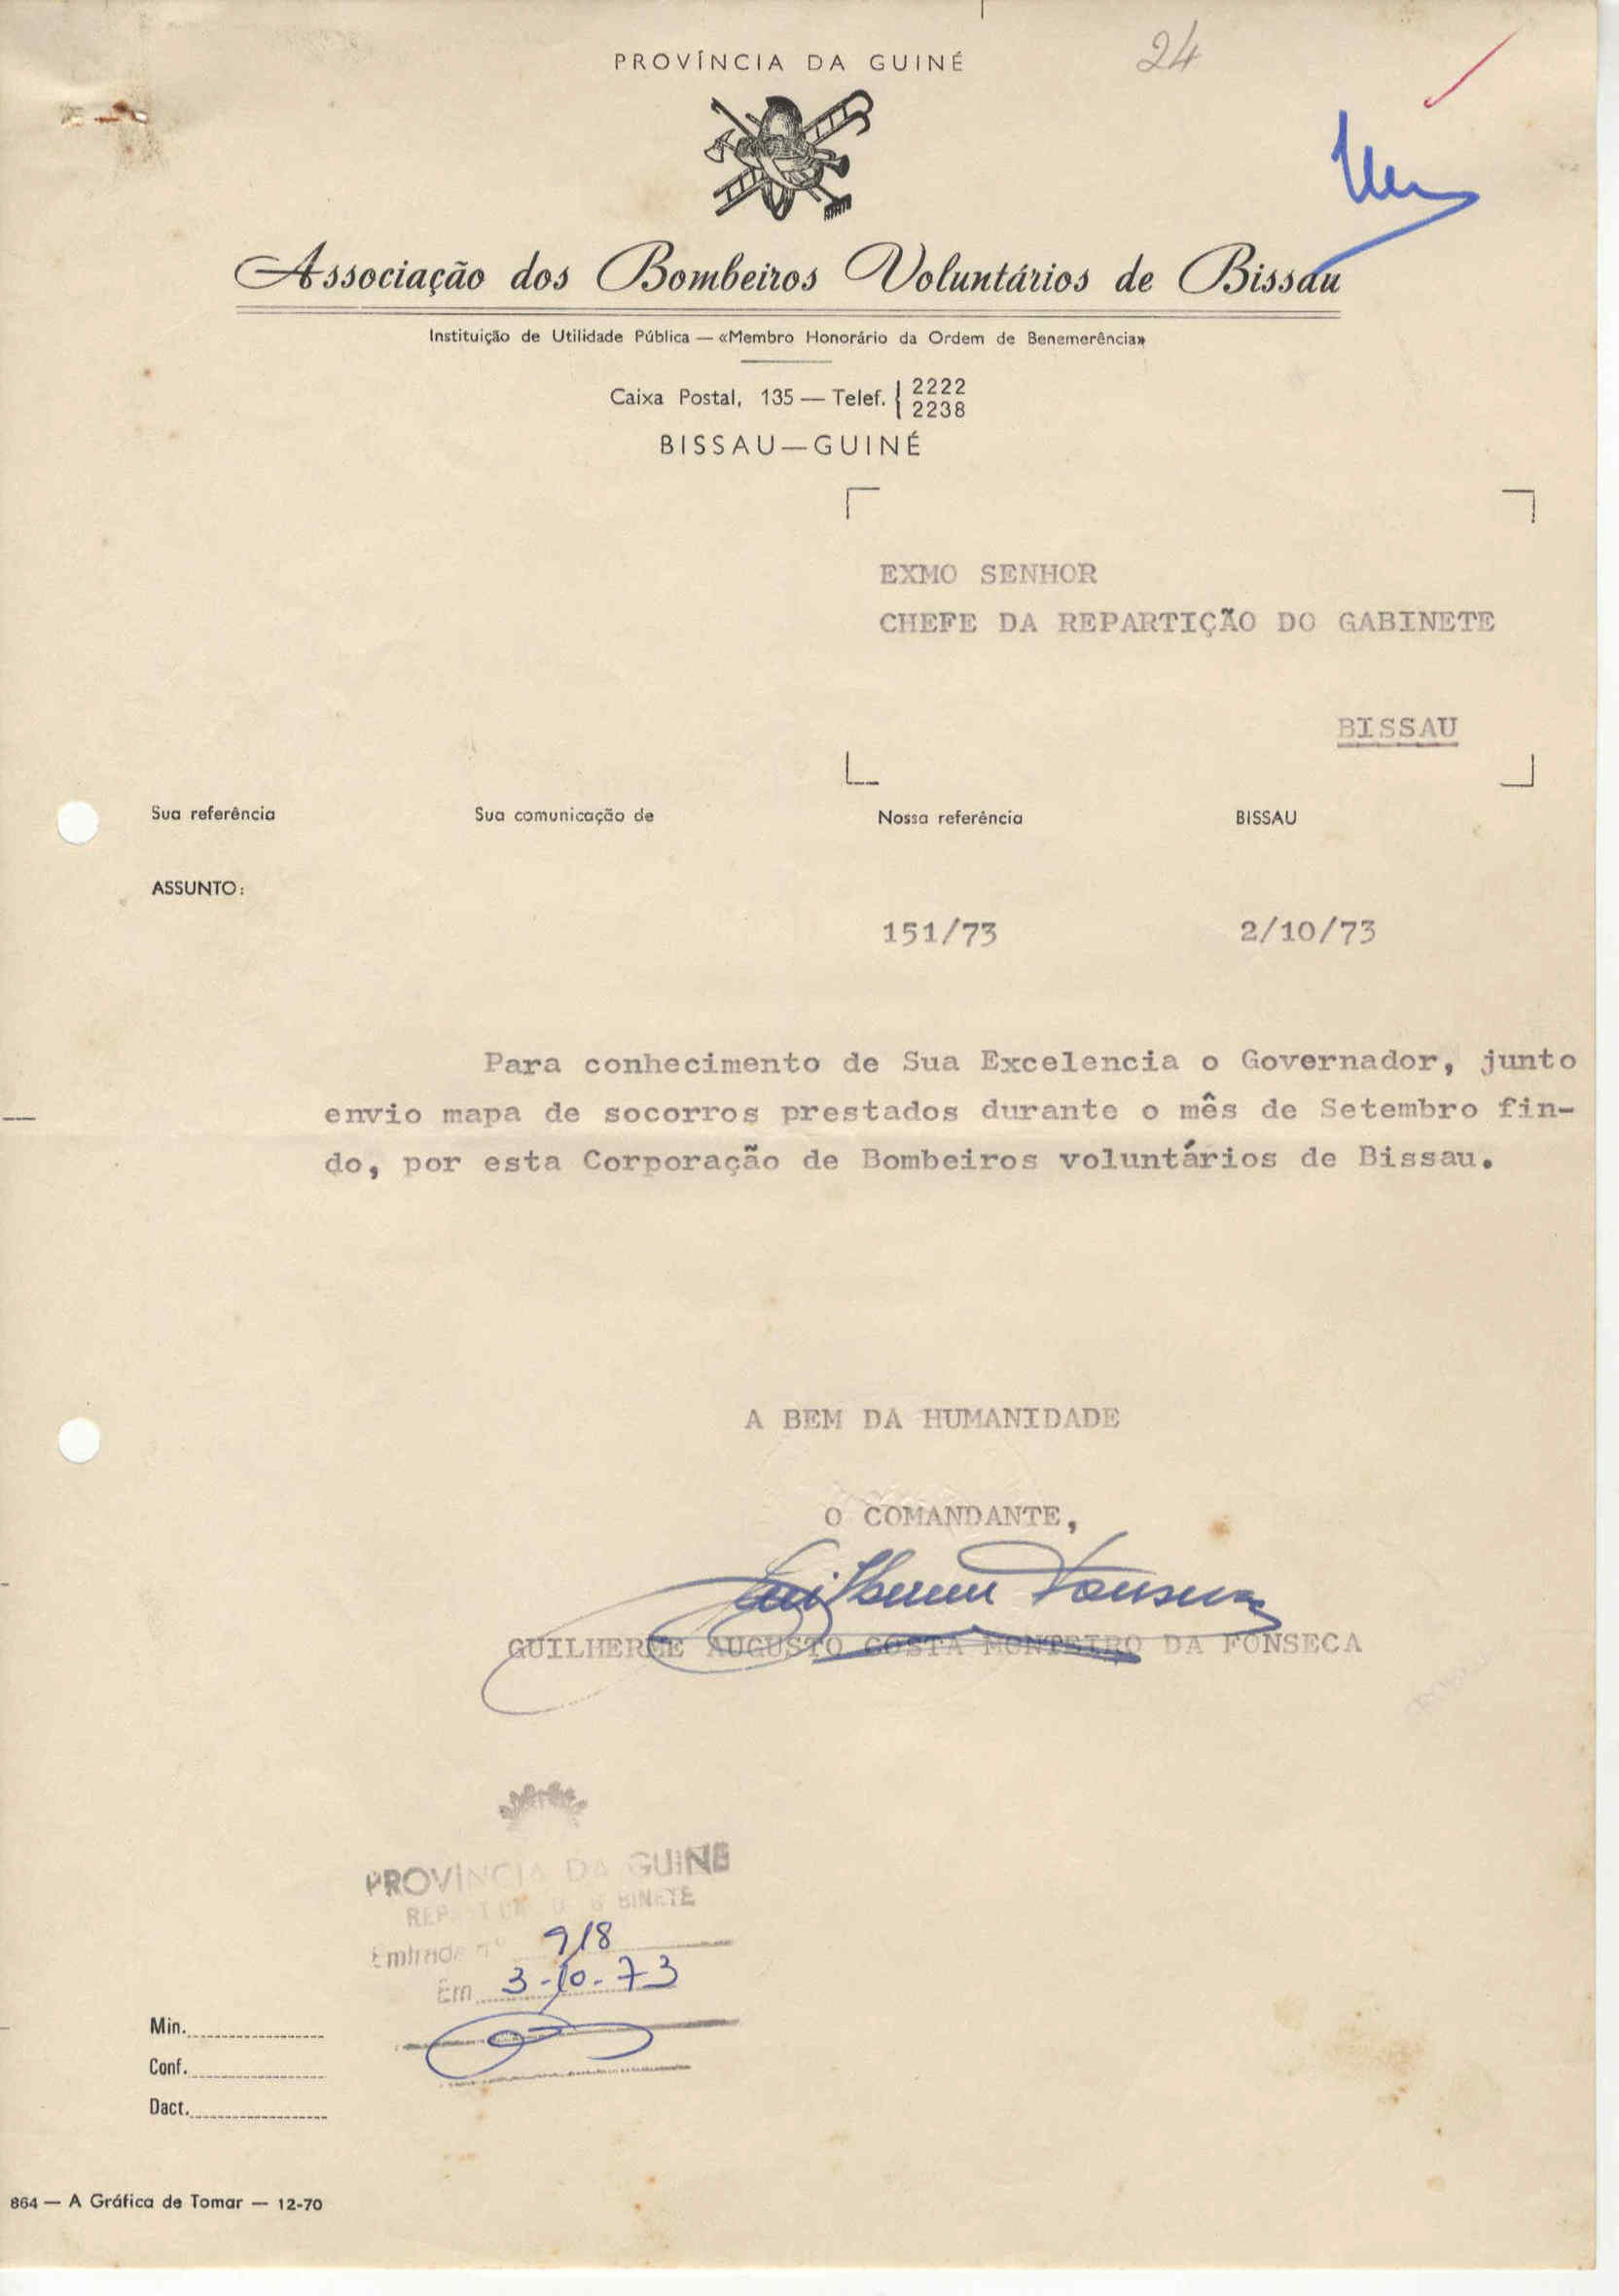 PROVÍNCIA DA GUINÉ
24
Associação dos Bombeiros Voluntários de Bissau
Instituição de Utilidade Pública — «Membro Honorário da Ordem de Benemerência»
Caixa Postal, 135 — Telef. { 2222
2238
BISSAU—GUINÉ
EXMO SENHOR
CHEFE DA REPARTIÇÃO DO GABINETE
BISSAU
Sua referência Sua comunicação de Nossa referência BISSAU
ASSUNTO:
151/73 2/10/73
Para conhecimento de Sua Excelencia o Governador, junto
envio mapa de socorros prestados durante o mês de Setembro fin-
do, por esta Corporação de Bombeiros voluntários de Bissau.
A BEM DA HUMANIDADE
O COMANDANTE,
Guilherme Fonseca
GUILHERME AUGUSTO COSTA MONTEIRO DA FONSECA
PROVÍNCIA DA GUINÉ
Entrada nº 918
Em 3-10-73
Min.
Conf.
Dact.
864 — A Gráfica de Tomar — 12-70